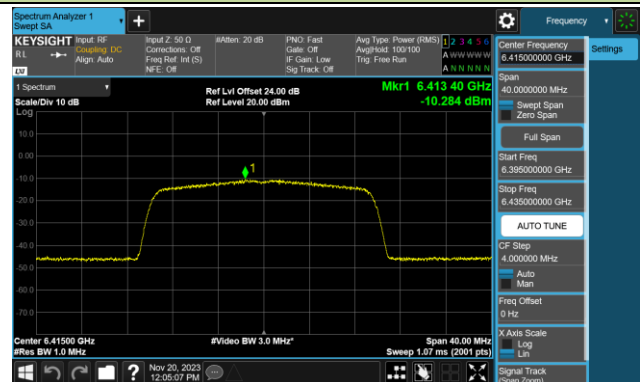 Spectrum Analyzer 1
Swept SA
Frequency
KEYSIGHT
RL
LXI
Input: RF
Coupling: DC
Align: Auto
Input Z: 50 Ω
Corrections: Off
Freq Ref: Int (S)
NFE: Off
#Atten: 20 dB
PNO: Fast
Gate: Off
IF Gain: Low
Sig Track: Off
Avg Type: Power (RMS)
Avg|Hold: 100/100
Trig: Free Run
1 2 3 4 5 6
A W W W W W
A N N N N N
1 Spectrum
Scale/Div 10 dB
Log
Ref Lvl Offset 24.00 dB
Ref Level 20.00 dBm
Mkr1 6.413 40 GHz
-10.284 dBm
10.0
0.00
-10.0
-20.0
-30.0
-40.0
-50.0
-60.0
-70.0
1
Center 6.41500 GHz
#Res BW 1.0 MHz
#Video BW 3.0 MHz*
Span 40.00 MHz
Sweep 1.07 ms (2001 pts)
Nov 20, 2023
12:05:07 PM
Center Frequency
6.415000000 GHz
Settings
Span
40.0000000 MHz
Swept Span
Zero Span
Full Span
Start Freq
6.395000000 GHz
Stop Freq
6.435000000 GHz
AUTO TUNE
CF Step
4.000000 MHz
Auto
Man
Freq Offset
0 Hz
X Axis Scale
Log
Lin
Signal Track
(Span Zoom)